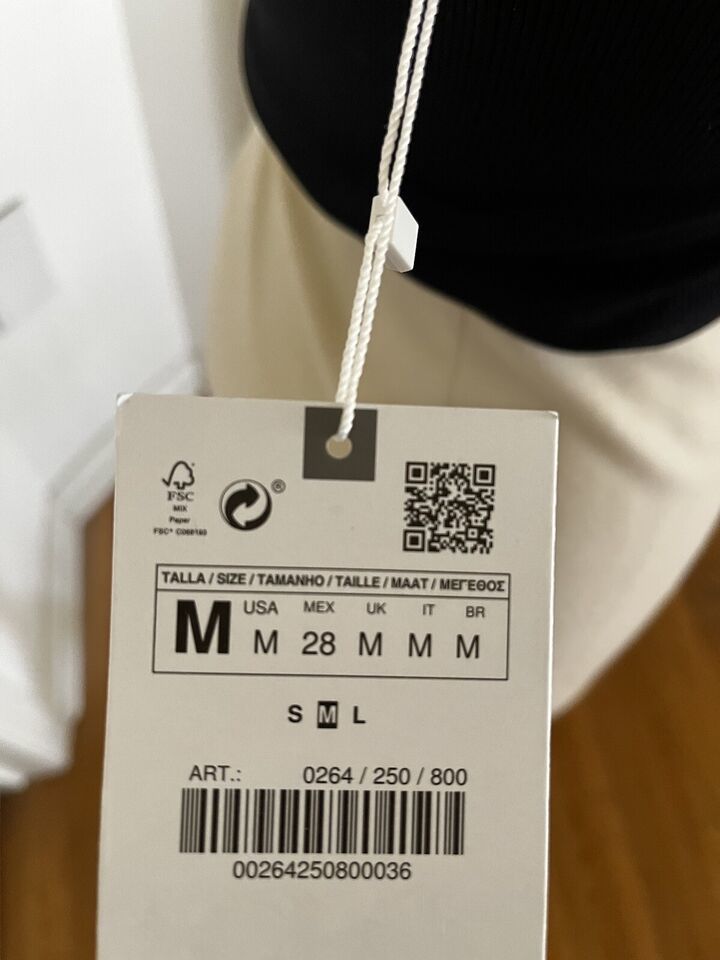 ®
FSC
MIX
Paper
TALLA / SIZE / TAMANHO / TAILLE / MAAT / ΜΕΓΕΘΟΣ
M USA MEX UK IT BR
M 28 M M M
S M L
ART.: 0264 / 250 / 800
00264250800036